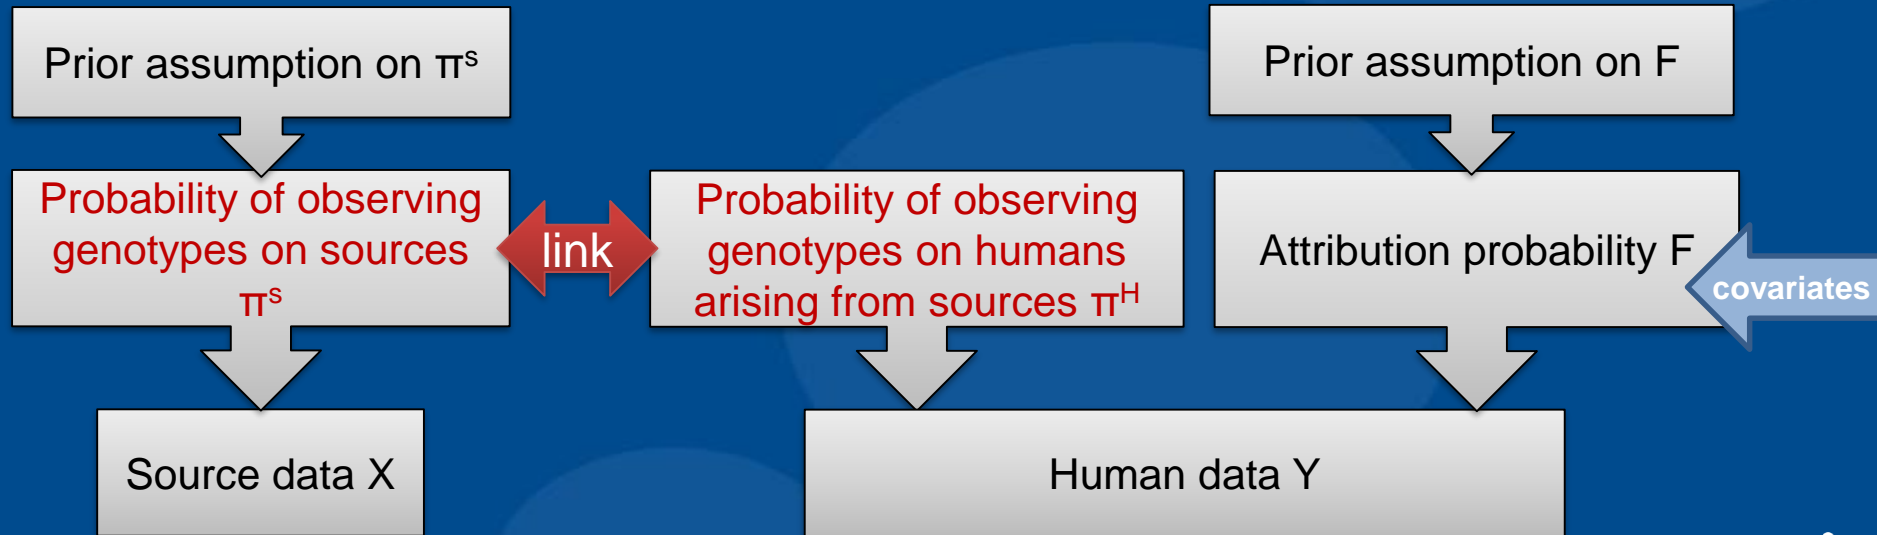 Prior assumption on πˢ
Prior assumption on F
Probability of observing
genotypes on sources
πˢ
link
Probability of observing
genotypes on humans
arising from sources πᴴ
Attribution probability F
covariates
Source data X
Human data Y